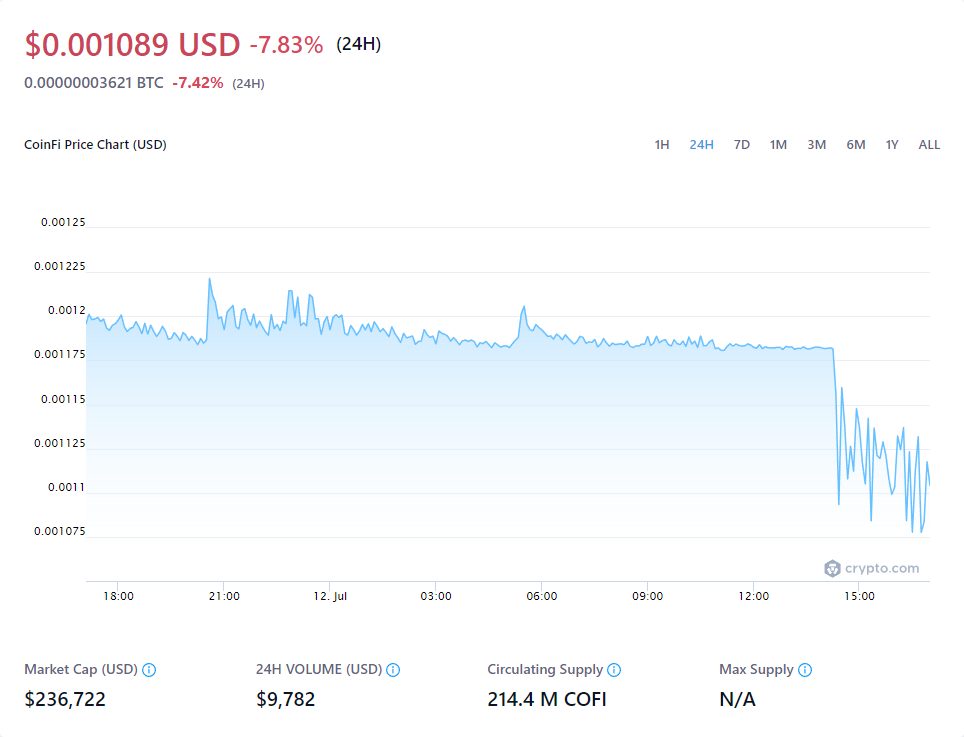 $0.001089 USD -7.83% (24H)
0.00000003621 BTC -7.42% (24H)
CoinFi Price Chart (USD) 1H 24H 7D 1M 3M 6M 1Y ALL
0.00125
0.001225
0.0012
0.001175
0.00115
0.001125
0.0011
0.001075
crypto.com
18:00 21:00 12. Jul 03:00 06:00 09:00 12:00 15:00
Market Cap (USD) 24H VOLUME (USD) Circulating Supply Max Supply
$236,722 $9,782 214.4 M COFI N/A